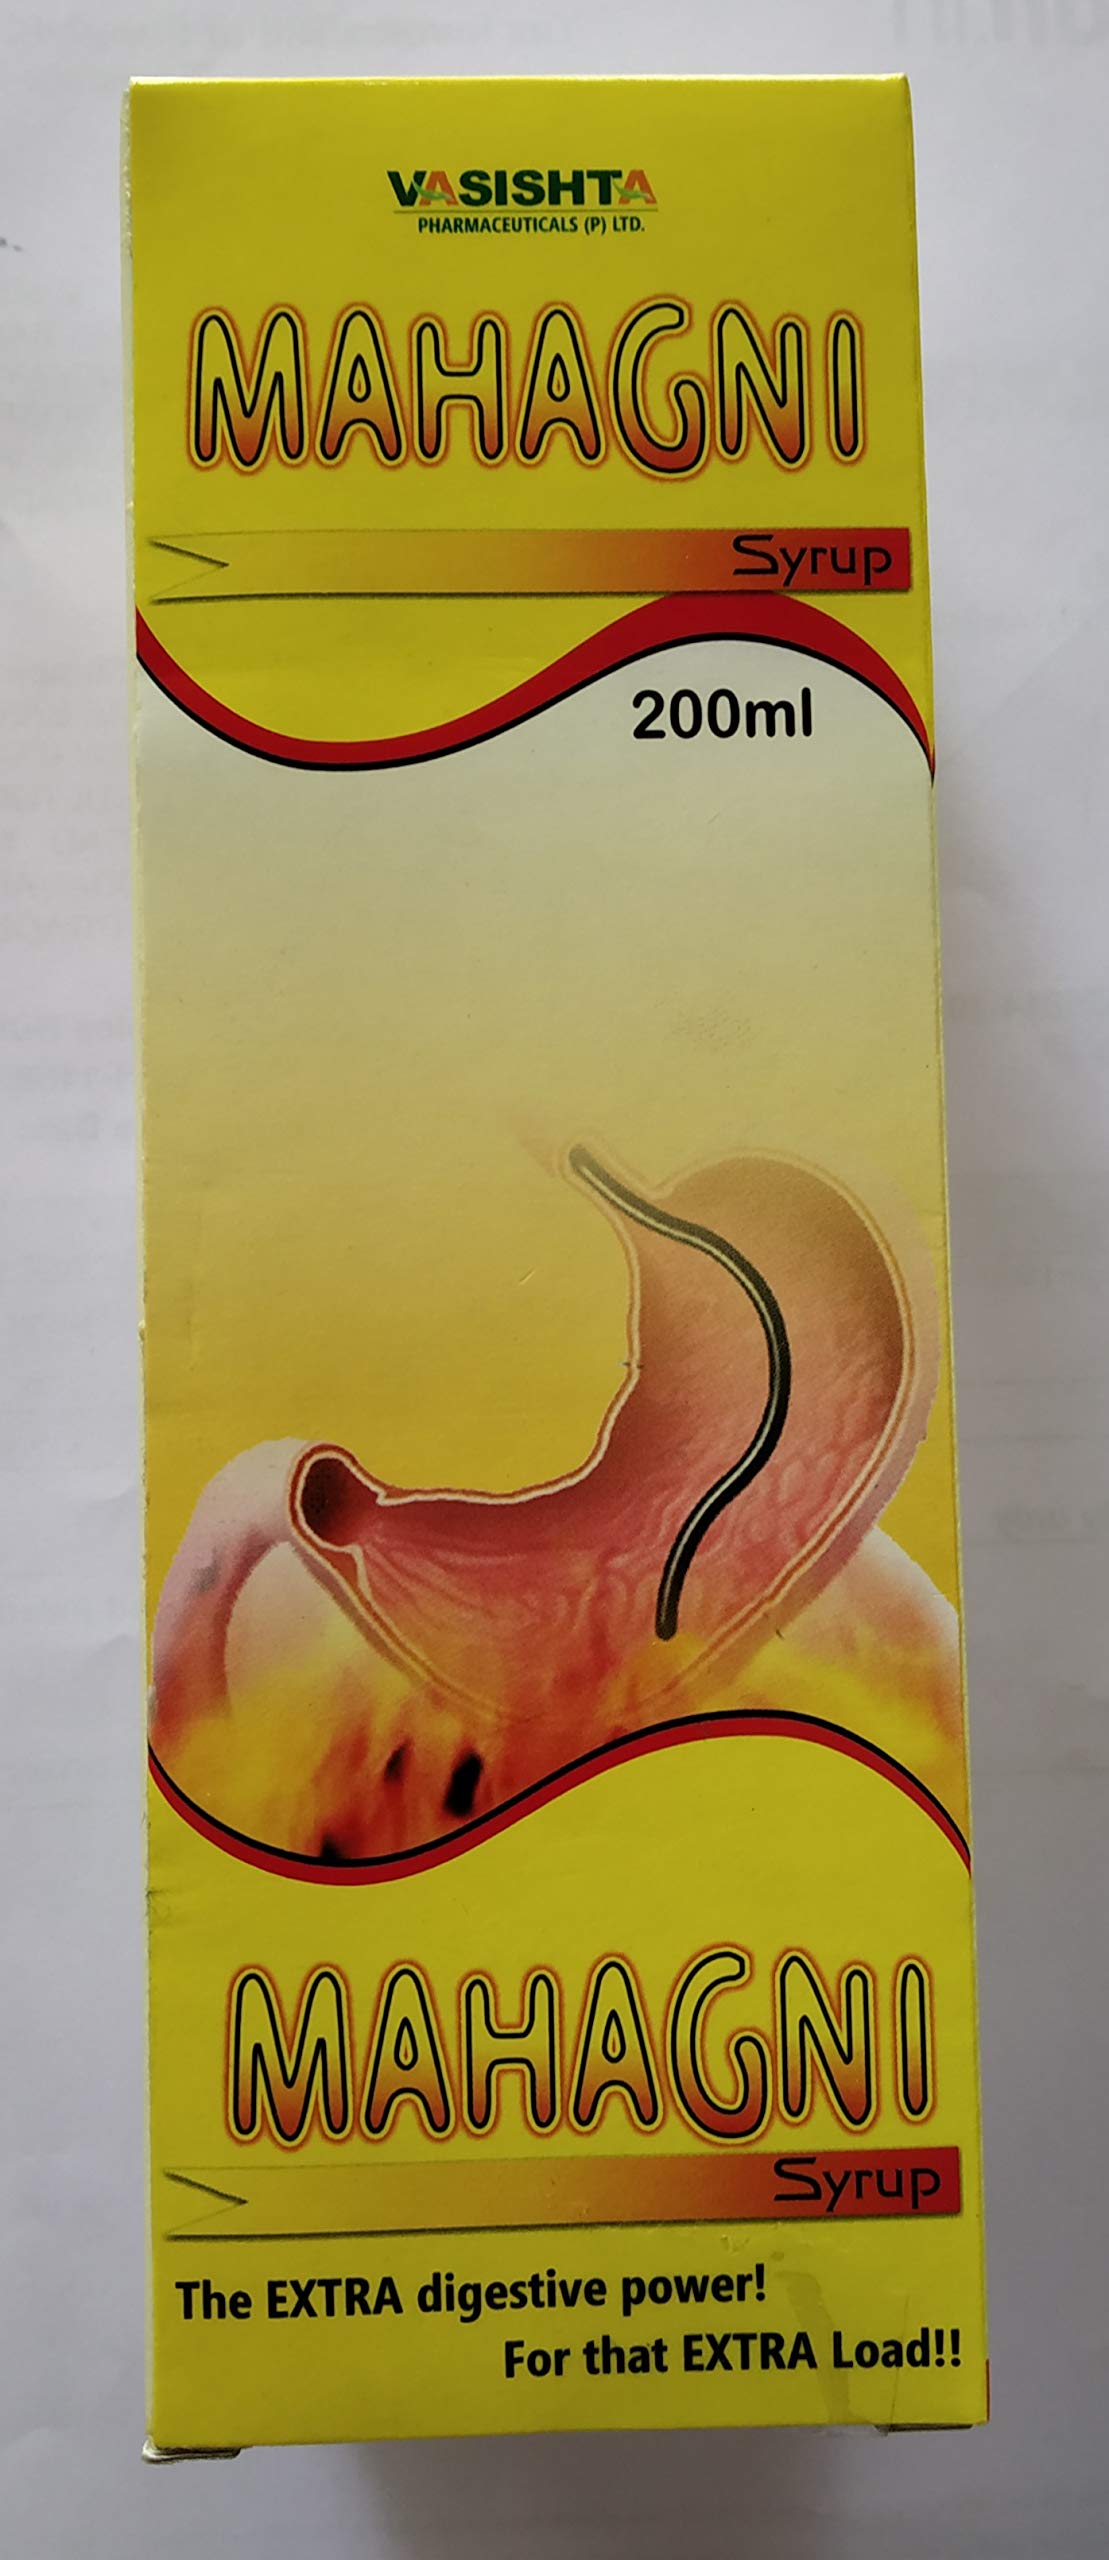 VASISHTA
PHARMACEUTICALS (P) LTD.
MAHAGNI
Syrup
200ml
MAHAGNI
Syrup
The EXTRA digestive power!
For that EXTRA Load!!